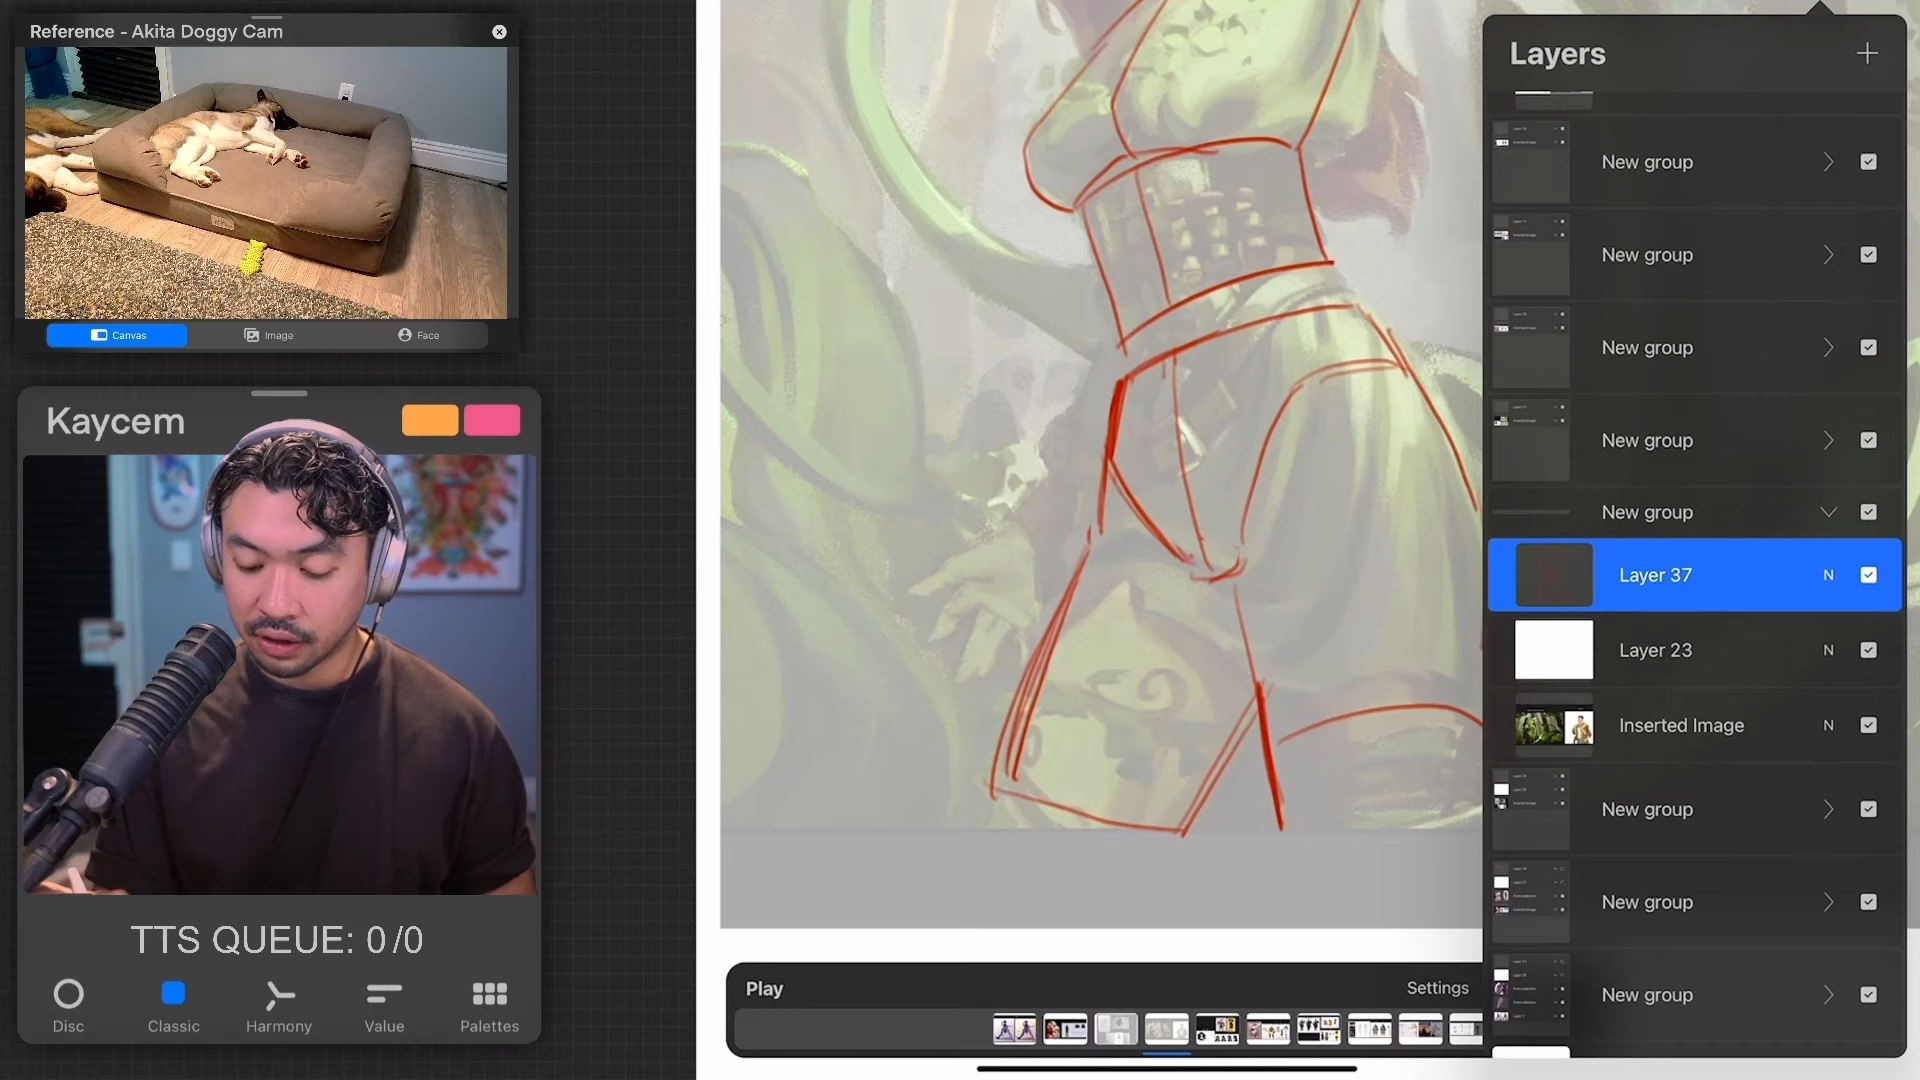 Reference - Akita Doggy Cam
Canvas
Image
Face
Kaycem
TTS QUEUE: 0/0
Disc
Classic
Harmony
Value
Palettes
Play
Settings
Layers
New group
New group
New group
New group
New group
Layer 37 N
Layer 23 N
Inserted Image N
New group
New group
New group